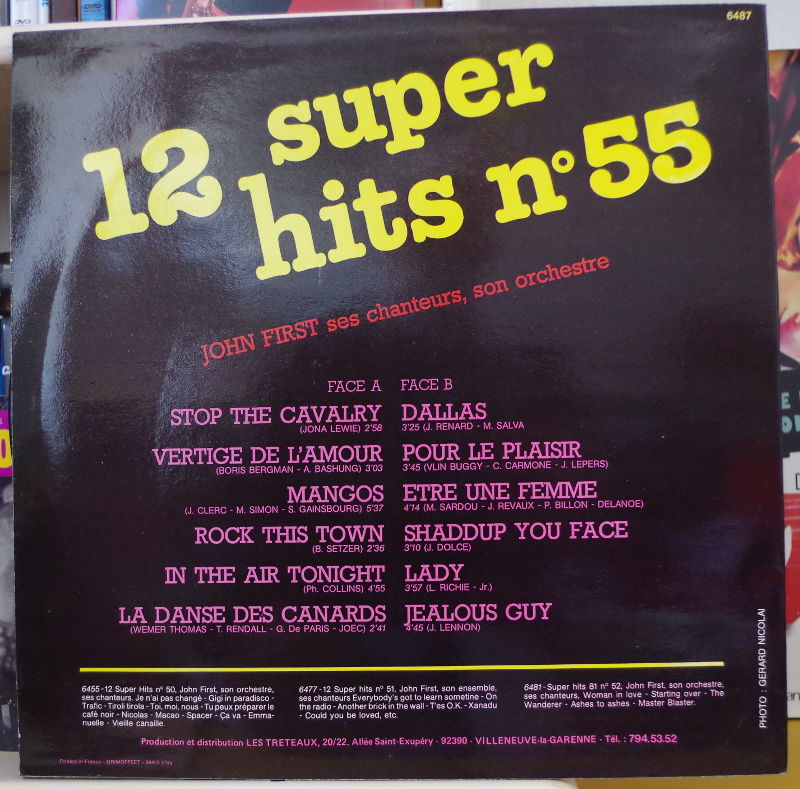 6487
12 super
hits n° 55
JOHN FIRST ses chanteurs, son orchestre
FACE A
STOP THE CAVALRY
(JONA LEWIE) 2'58
VERTIGE DE L'AMOUR
(BORIS BERGMAN - A. BASHUNG) 3'03
MANGOS
(J. CLERC - M. SIMON - S. GAINSBOURG) 5'37
ROCK THIS TOWN
(B. SETZER) 2'36
IN THE AIR TONIGHT
(Ph. COLLINS) 4'55
LA DANSE DES CANARDS
(WEMER THOMAS - T. RENDALL - G. De PARIS - JOEC) 2'41
FACE B
DALLAS
3'25 (J. RENARD - M. SALVA
POUR LE PLAISIR
3'45 (VLIN BUGGY - C. CARMONE - J. LEPERS)
ETRE UNE FEMME
4'14 (M. SARDOU - J. REVAUX - P. BILLON - DELANOE)
SHADDUP YOU FACE
3'10 (J. DOLCE)
LADY
3'57 (L. RICHIE - Jr.)
JEALOUS GUY
4'45 (J. LENNON)
6455-12 Super Hits n° 50, John First, son orchestre,
ses chanteurs. Je n'ai pas changé - Gigi in paradisco -
Trafic - Tiroli tirola - Toi, moi, nous - Tu peux préparer le
café noir - Nicolas - Macao - Spacer - Ça va - Emma-
nuelle - Vieille canaille.
6477-12 Super hits n° 51, John First, son ensemble,
ses chanteurs Everybody's got to learn sometine - On
the radio - Another brick in the wall - T'es O.K. - Xanadu
- Could you be loved, etc.
6481-Super hits 81 n° 52, John First, son orchestre,
ses chanteurs, Woman in love - Starting over - The
Wanderer - Ashes to ashes - Master Blaster.
Production et distribution LES TRETEAUX, 20/22, Allée Saint-Exupéry - 92390 - VILLENEUVE-la-GARENNE - Tél. : 794.53.52
Printed in France - GRIMOFFSET - Vitry
PHOTO : GERARD NICOLAI